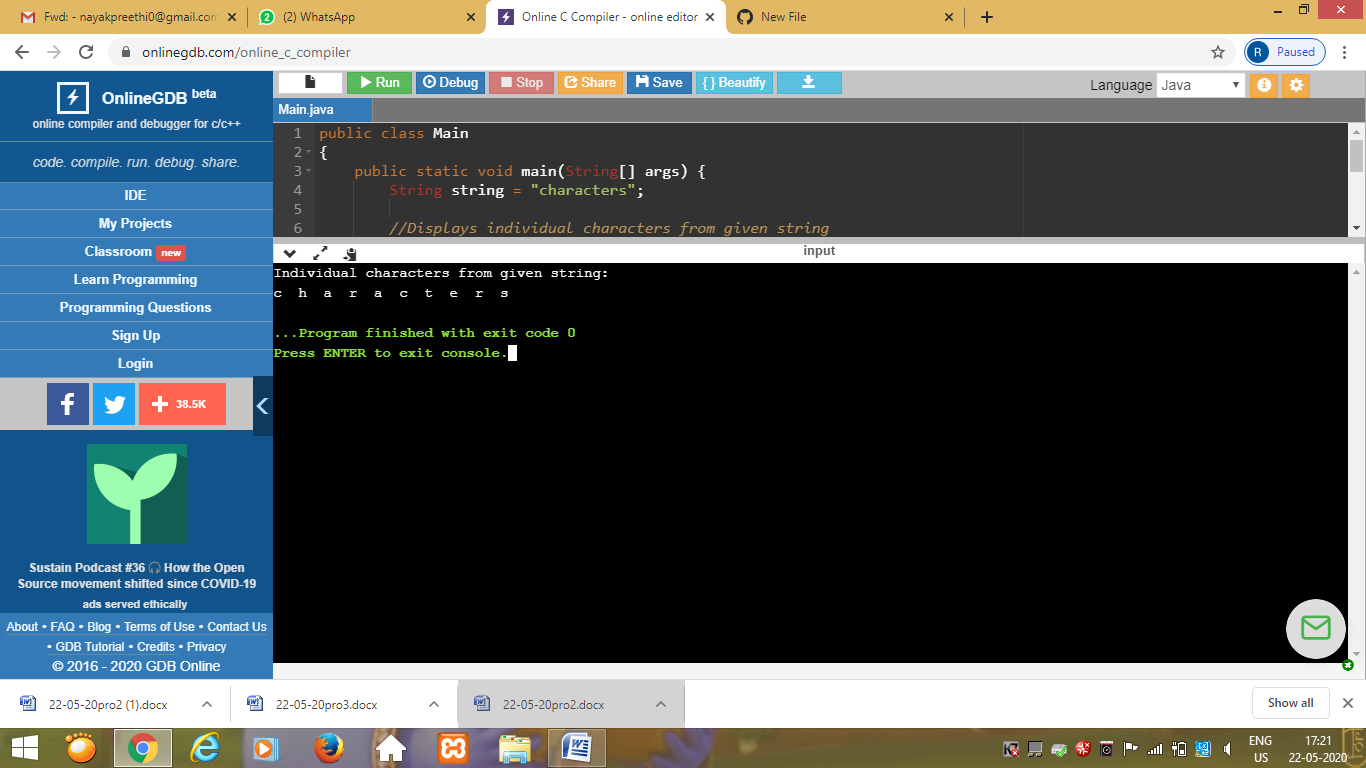 Fwd: - nayakpreethi0@gmail.com
(2) WhatsApp
Online C Compiler - online editor
New File
onlinegdb.com/online_c_compiler
R Paused
Run Debug Stop Share Save { } Beautify
Language Java
OnlineGDB beta
online compiler and debugger for c/c++
code. compile. run. debug. share.
IDE
My Projects
Classroom new
Learn Programming
Programming Questions
Sign Up
Login
38.5K
Sustain Podcast #36 🎧 How the Open
Source movement shifted since COVID-19
ads served ethically
About • FAQ • Blog • Terms of Use • Contact Us
• GDB Tutorial • Credits • Privacy
© 2016 - 2020 GDB Online
Main.java
1 public class Main
2 {
3 public static void main(String[] args) {
4 String string = "characters";
5
6 //Displays individual characters from given string
input
Individual characters from given string:
c h a r a c t e r s
...Program finished with exit code 0
Press ENTER to exit console.
22-05-20pro2 (1).docx
22-05-20pro3.docx
22-05-20pro2.docx
Show all
ENG
US
17:21
22-05-2020